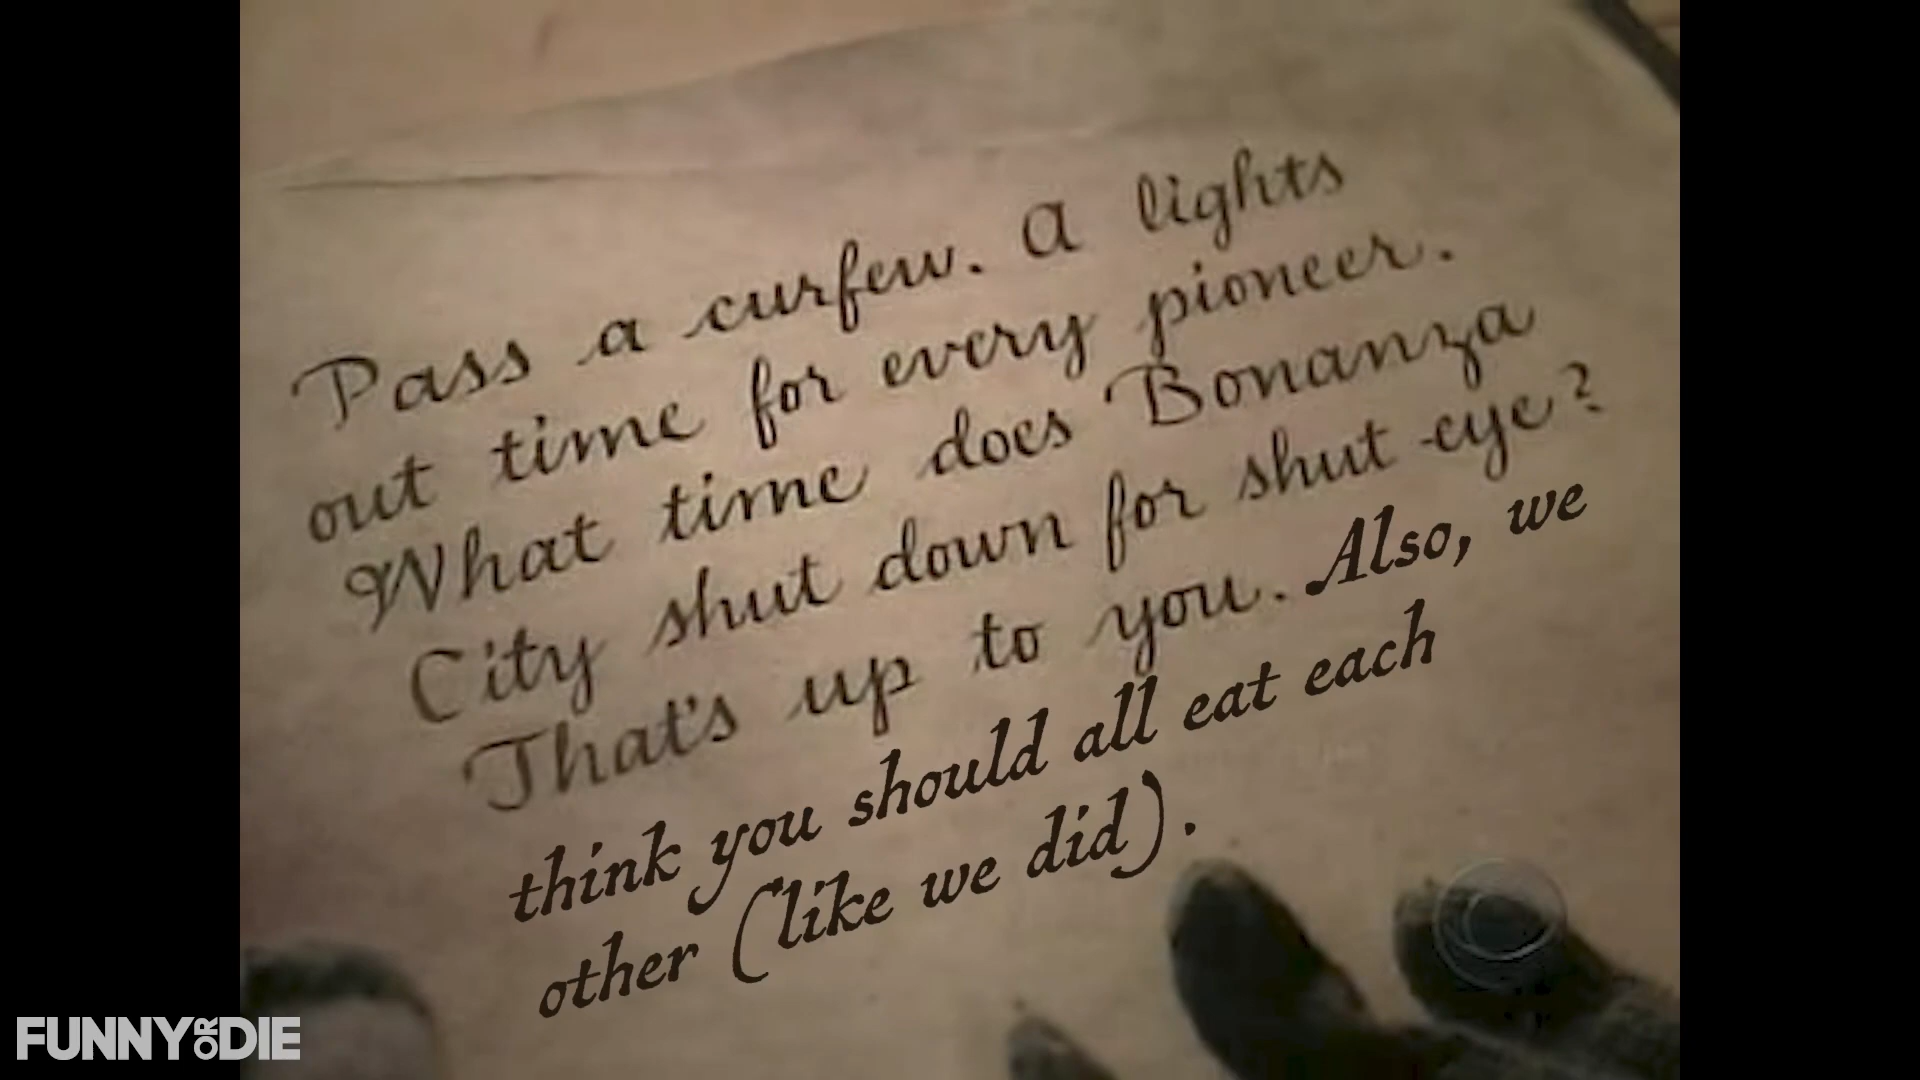 Pass a curfew. A lights
out time for every pioneer.
What time does Bonanza
City shut down for shut-eye?
That's up to you. Also, we
think you should all eat each
other (like we did).
FUNNY OR DIE